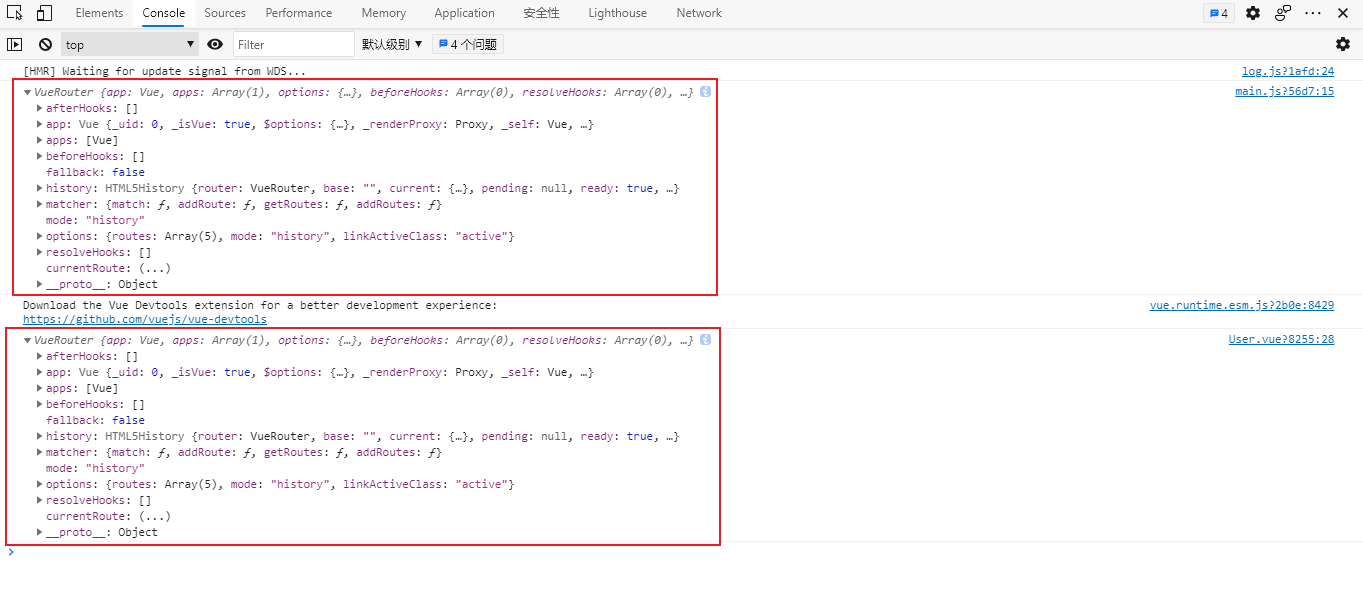 Elements Console Sources Performance Memory Application 安全性 Lighthouse Network 4
top Filter 默认级别 4 个问题
[HMR] Waiting for update signal from WDS... log.js?1afd:24
VueRouter {app: Vue, apps: Array(1), options: {…}, beforeHooks: Array(0), resolveHooks: Array(0), …} main.js?56d7:15
afterHooks: []
app: Vue {_uid: 0, _isVue: true, $options: {…}, _renderProxy: Proxy, _self: Vue, …}
apps: [Vue]
beforeHooks: []
fallback: false
history: HTML5History {router: VueRouter, base: "", current: {…}, pending: null, ready: true, …}
matcher: {match: ƒ, addRoute: ƒ, getRoutes: ƒ, addRoutes: ƒ}
mode: "history"
options: {routes: Array(5), mode: "history", linkActiveClass: "active"}
resolveHooks: []
currentRoute: (...)
__proto__: Object
Download the Vue Devtools extension for a better development experience: vue.runtime.esm.js?2b0e:8429
https://github.com/vuejs/vue-devtools
VueRouter {app: Vue, apps: Array(1), options: {…}, beforeHooks: Array(0), resolveHooks: Array(0), …} User.vue?8255:28
afterHooks: []
app: Vue {_uid: 0, _isVue: true, $options: {…}, _renderProxy: Proxy, _self: Vue, …}
apps: [Vue]
beforeHooks: []
fallback: false
history: HTML5History {router: VueRouter, base: "", current: {…}, pending: null, ready: true, …}
matcher: {match: ƒ, addRoute: ƒ, getRoutes: ƒ, addRoutes: ƒ}
mode: "history"
options: {routes: Array(5), mode: "history", linkActiveClass: "active"}
resolveHooks: []
currentRoute: (...)
__proto__: Object